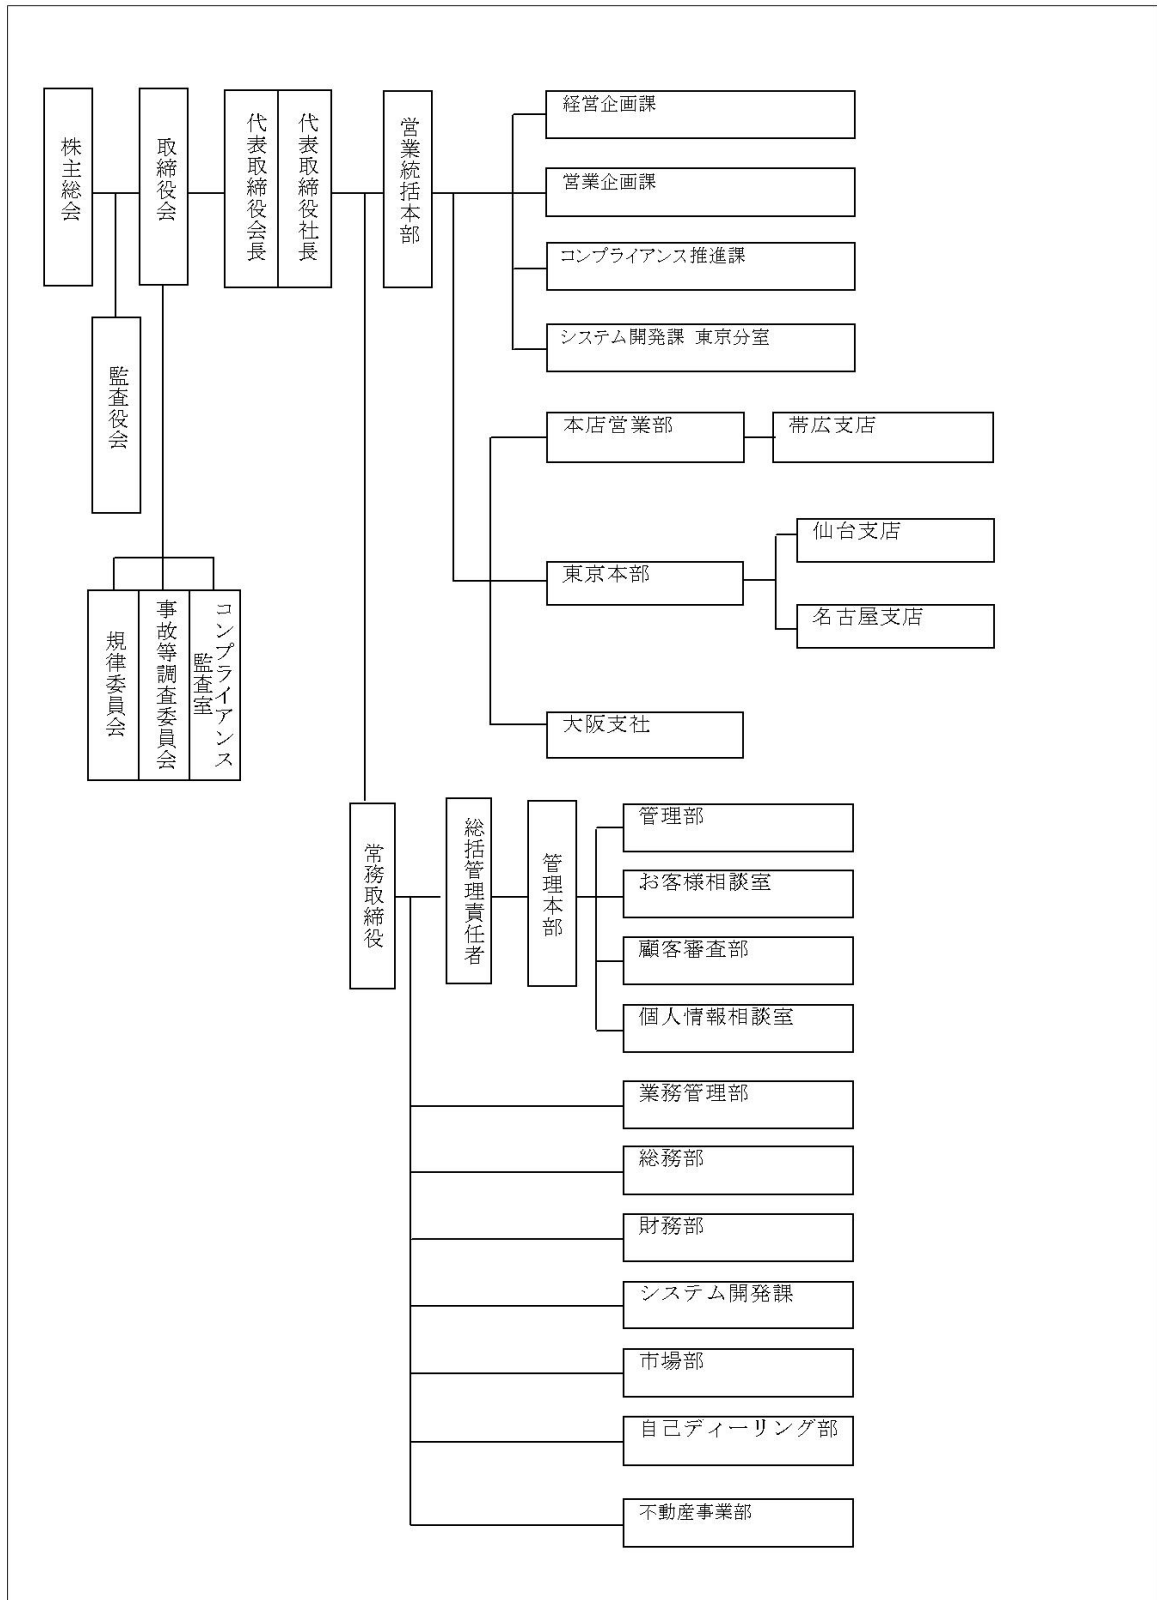 株主総会
取締役会
代表取締役会長
代表取締役社長
営業統括本部
経営企画課
営業企画課
コンプライアンス推進課
システム開発課 東京分室
監査役会
本店営業部
帯広支店
仙台支店
東京本部
名古屋支店
大阪支社
規律委員会
事故等調査委員会
コンプライアンス
監査室
常務取締役
総括管理責任者
管理本部
管理部
お客様相談室
顧客審査部
個人情報相談室
業務管理部
総務部
財務部
システム開発課
市場部
自己ディーリング部
不動産事業部